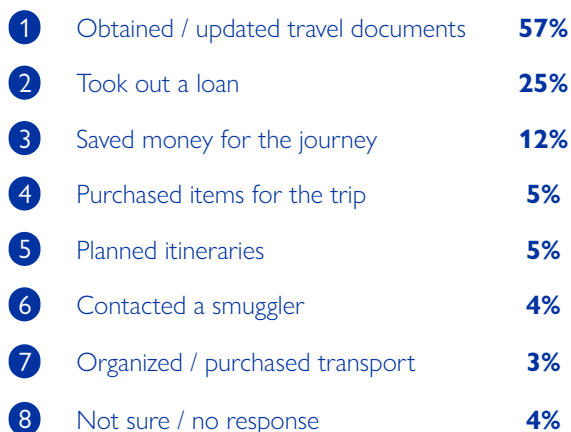 1 Obtained / updated travel documents 57%
2 Took out a loan 25%
3 Saved money for the journey 12%
4 Purchased items for the trip 5%
5 Planned itineraries 5%
6 Contacted a smuggler 4%
7 Organized / purchased transport 3%
8 Not sure / no response 4%